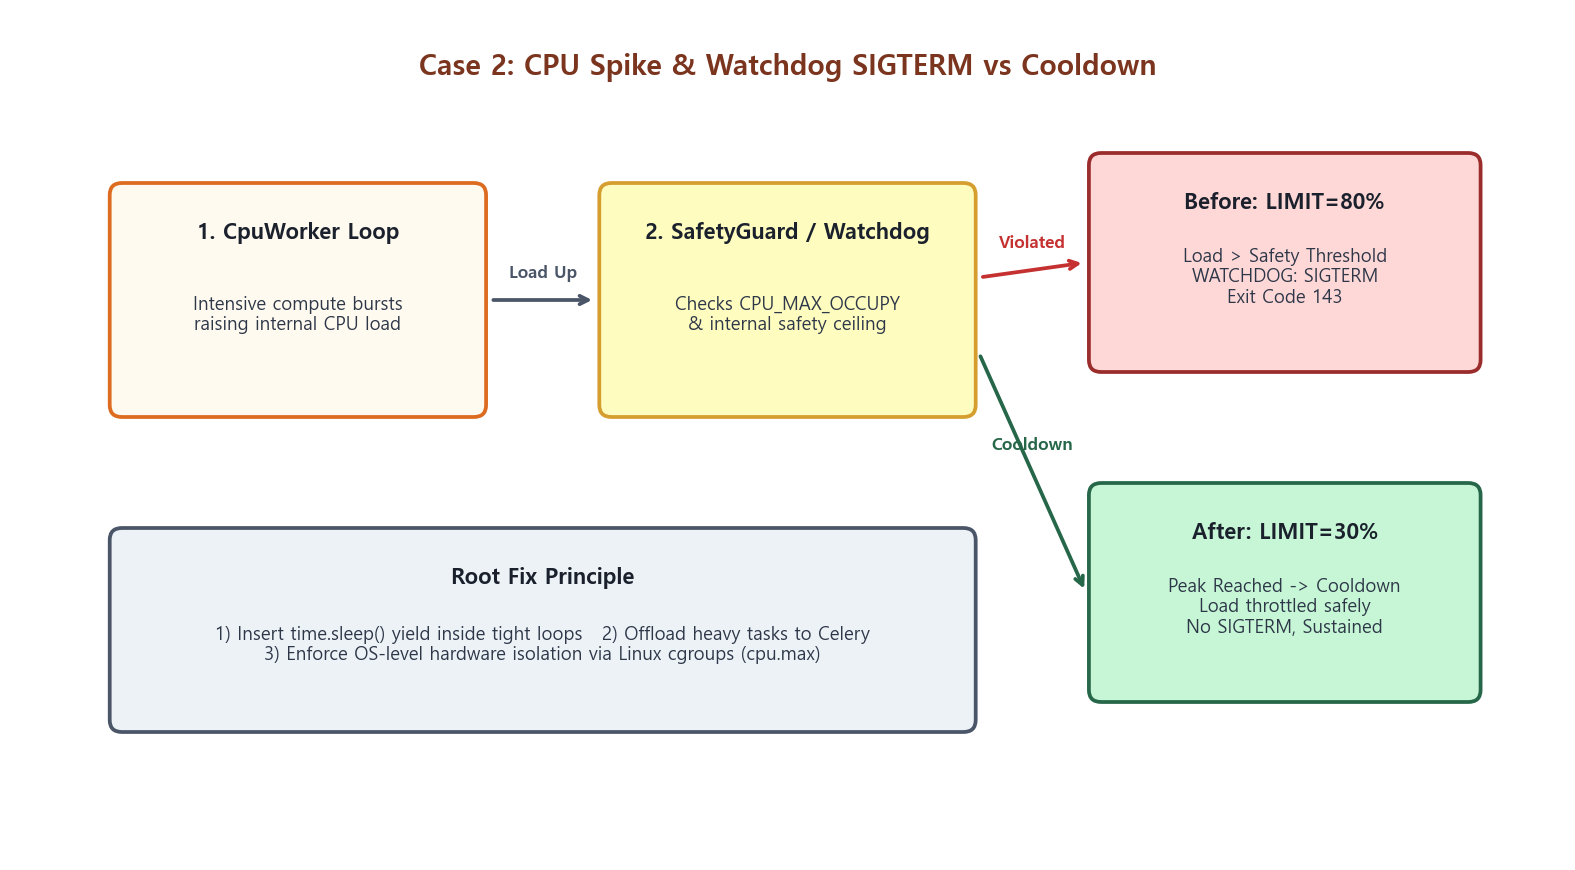 Case 2: CPU Spike & Watchdog SIGTERM vs Cooldown
1. CpuWorker Loop
Intensive compute bursts
raising internal CPU load
Load Up
2. SafetyGuard / Watchdog
Checks CPU_MAX_OCCUPY
& internal safety ceiling
Violated
Before: LIMIT=80%
Load > Safety Threshold
WATCHDOG: SIGTERM
Exit Code 143
Cooldown
After: LIMIT=30%
Peak Reached -> Cooldown
Load throttled safely
No SIGTERM, Sustained
Root Fix Principle
1) Insert time.sleep() yield inside tight loops   2) Offload heavy tasks to Celery
3) Enforce OS-level hardware isolation via Linux cgroups (cpu.max)